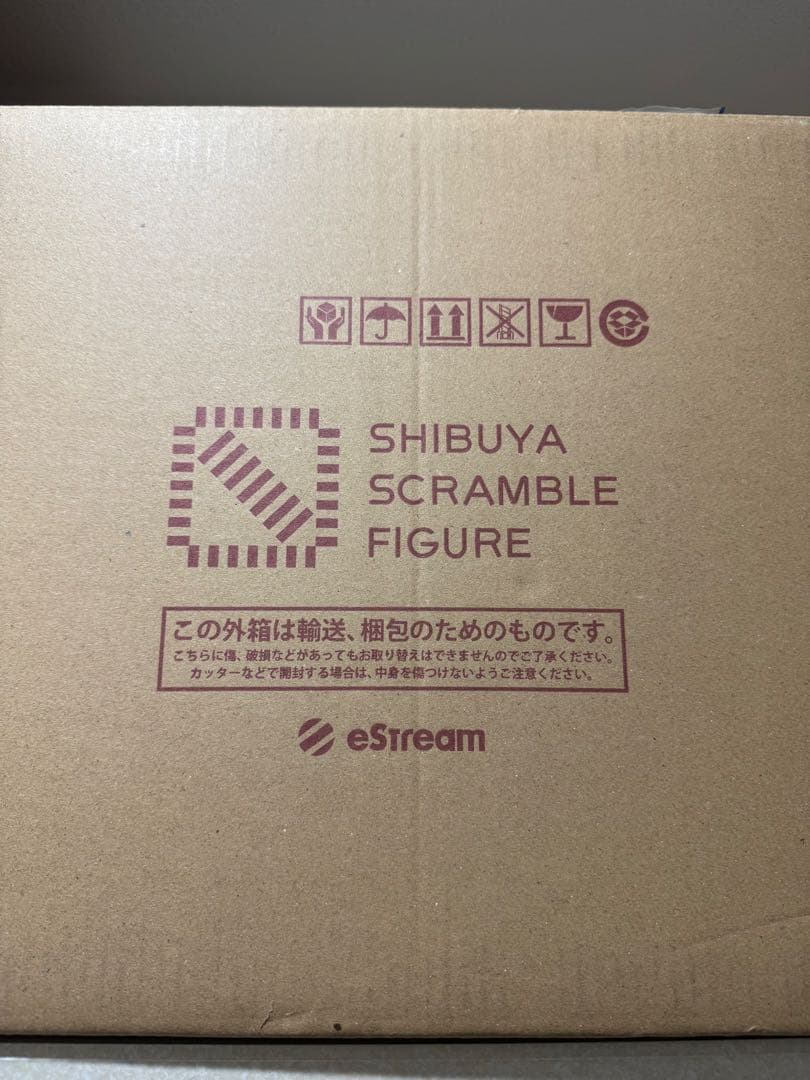 SHIBUYA
SCRAMBLE
FIGURE
この外箱は輸送、梱包のためのものです。
こちらに傷、破損などがあってもお取り替えはできませんのでご了承ください。
カッターなどで開封する場合は、中身を傷つけないようご注意ください。
eStream